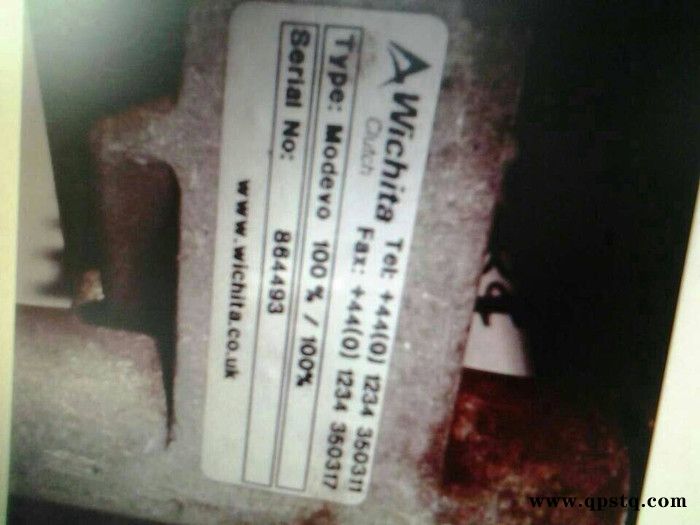 Wichita Tel: +44(0) 1234 350311
Clutch Fax: +44(0) 1234 350317
Type: Modevo 100% / 100%
Serial No: 864493
www.wichita.co.uk
www.qpstq.com